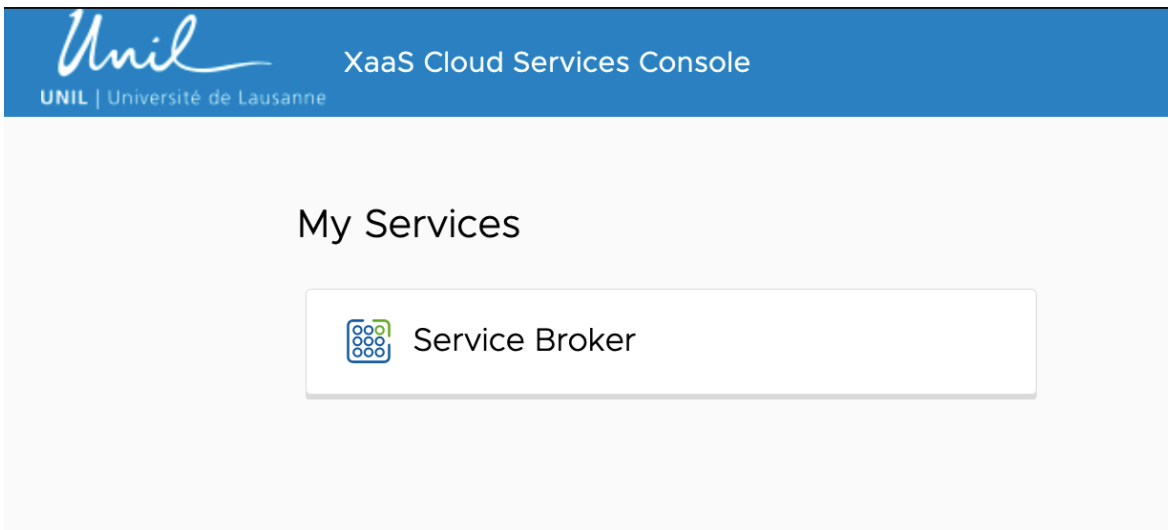 Unil
UNIL | Université de Lausanne
XaaS Cloud Services Console
My Services
Service Broker